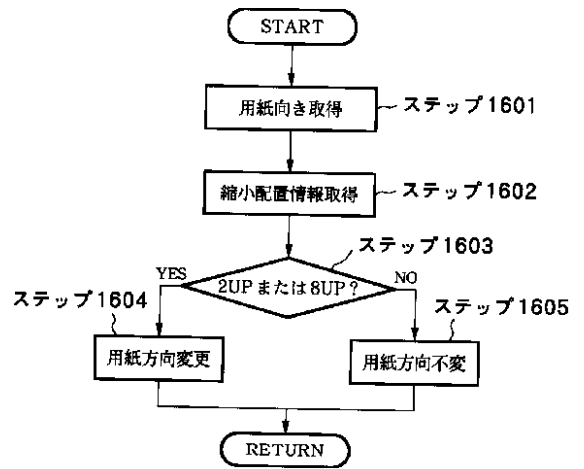 START
用紙向き取得
ステップ1601
縮小配置情報取得
ステップ1602
ステップ1603
YES
2UPまたは8UP?
NO
ステップ1604
ステップ1605
用紙方向変更
用紙方向不変
RETURN